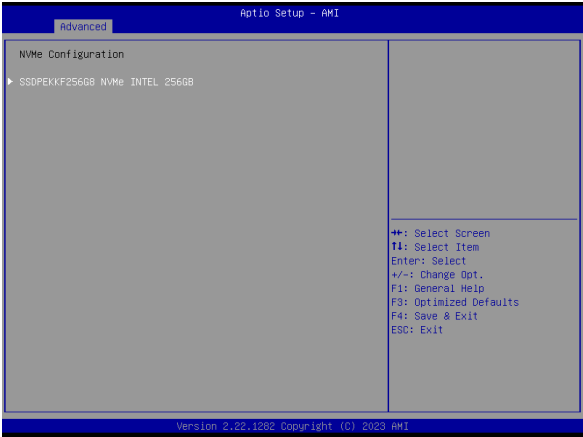 Aptio Setup – AMI
Advanced
NVMe Configuration
SSDPEKKF256G8 NVMe INTEL 256GB
→←: Select Screen
↑↓: Select Item
Enter: Select
+/-: Change Opt.
F1: General Help
F3: Optimized Defaults
F4: Save & Exit
ESC: Exit
Version 2.22.1282 Copyright (C) 2023 AMI